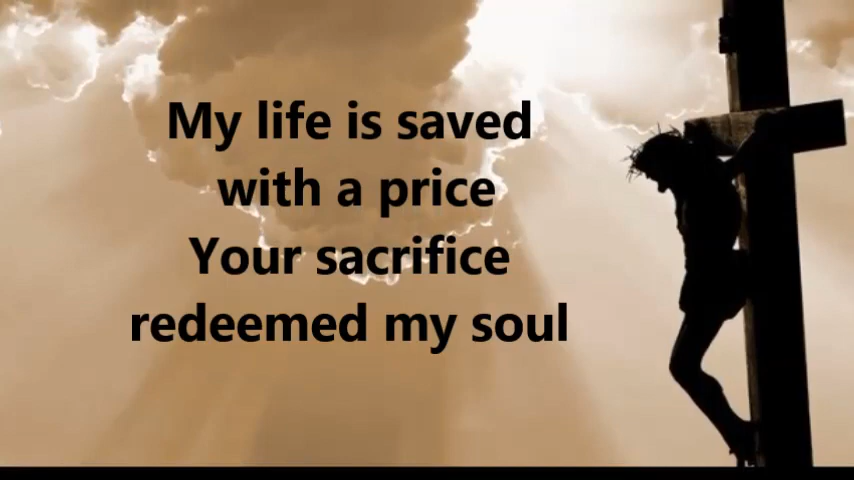 My life is saved
with a price
Your sacrifice
redeemed my soul